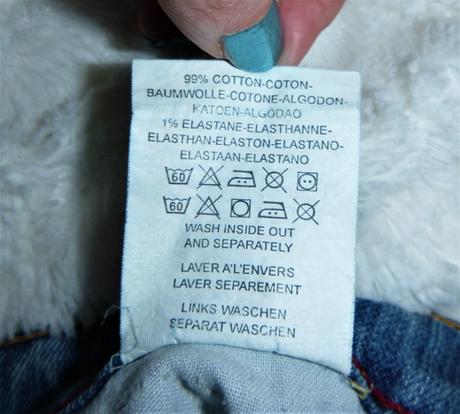 99% COTTON-COTON-
BAUMWOLLE-COTONE-ALGODON-
KATOEN-ALGODAO
1% ELASTANE-ELASTHANNE-
ELASTHAN-ELASTON-ELASTANO-
ELASTAAN-ELASTANO
60
60
WASH INSIDE OUT
AND SEPARATELY
LAVER A'L'ENVERS
LAVER SEPAREMENT
LINKS WASCHEN
SEPARAT WASCHEN